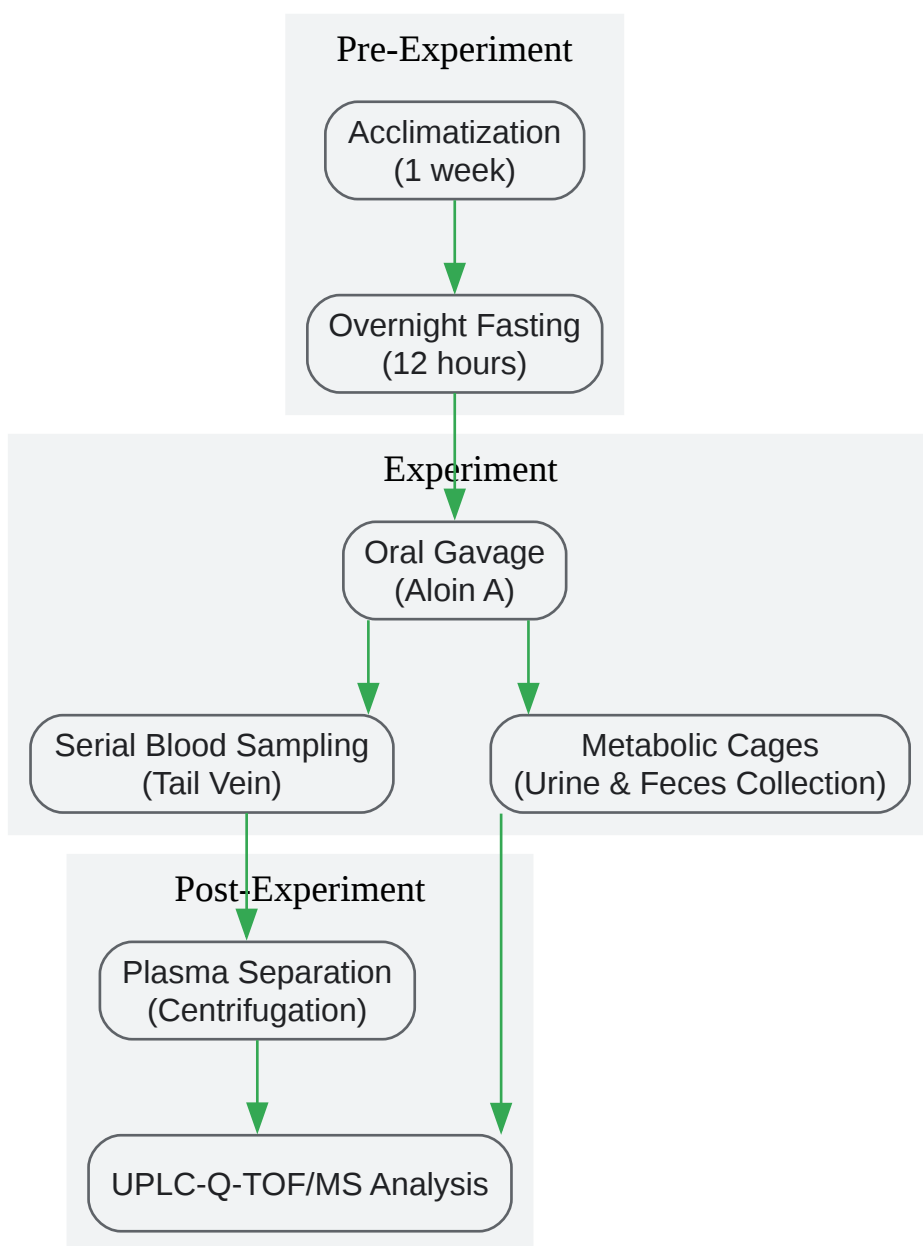 Pre-Experiment
Acclimatization
(1 week)
Overnight Fasting
(12 hours)
Experiment
Oral Gavage
(Aloin A)
Serial Blood Sampling
(Tail Vein)
Metabolic Cages
(Urine & Feces Collection)
Post-Experiment
Plasma Separation
(Centrifugation)
UPLC-Q-TOF/MS Analysis